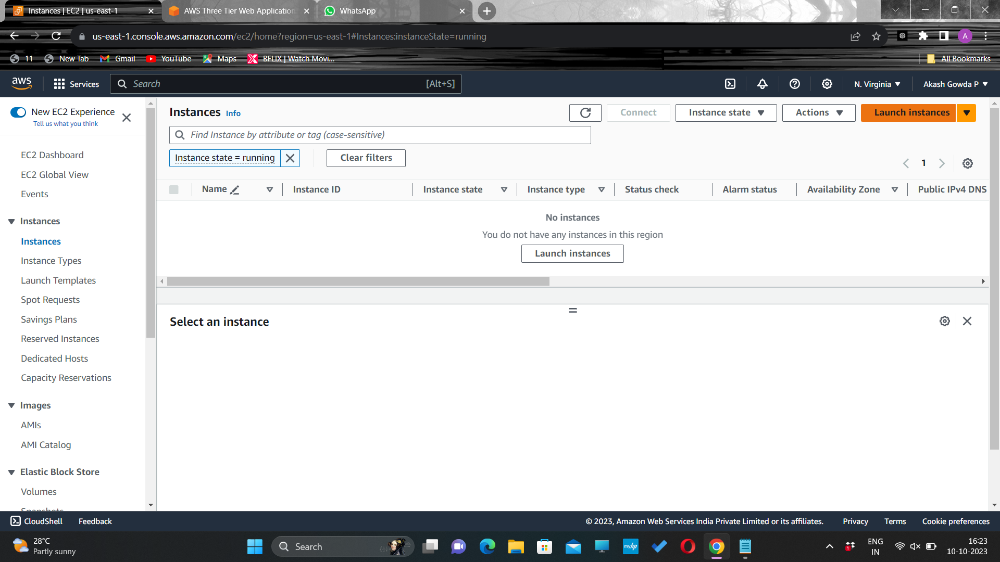 Instances | EC2 | us-east-1
AWS Three Tier Web Application
WhatsApp
us-east-1.console.aws.amazon.com/ec2/home?region=us-east-1#Instances:instanceState=running
A
11
New Tab
Gmail
YouTube
Maps
BFLIX | Watch Movi...
All Bookmarks
aws
Services
Search
[Alt+S]
N. Virginia
Akash Gowda P
New EC2 Experience
Tell us what you think
EC2 Dashboard
EC2 Global View
Events
Instances
Instances
Instance Types
Launch Templates
Spot Requests
Savings Plans
Reserved Instances
Dedicated Hosts
Capacity Reservations
Images
AMIs
AMI Catalog
Elastic Block Store
Volumes
Snapshots
Instances Info
Connect
Instance state
Actions
Launch instances
Find Instance by attribute or tag (case-sensitive)
Instance state = running
Clear filters
1
Name
Instance ID
Instance state
Instance type
Status check
Alarm status
Availability Zone
Public IPv4 DNS
No instances
You do not have any instances in this region
Launch instances
Select an instance
CloudShell
Feedback
© 2023, Amazon Web Services India Private Limited or its affiliates.
Privacy
Terms
Cookie preferences
28°C
Partly sunny
Search
myhp
1
ENG
IN
16:23
10-10-2023